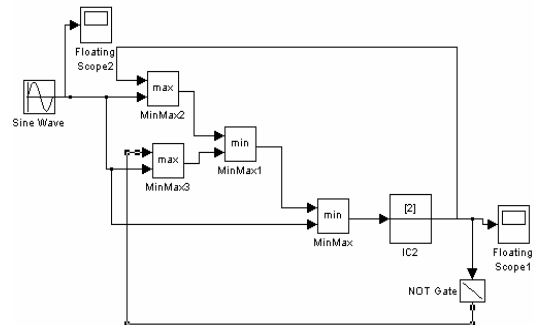 Floating
Scope2
max
Sine Wave
MinMax2
min
max
MinMax1
MinMax3
min
[2]
MinMax
IC2
Floating
Scope1
NOT Gate